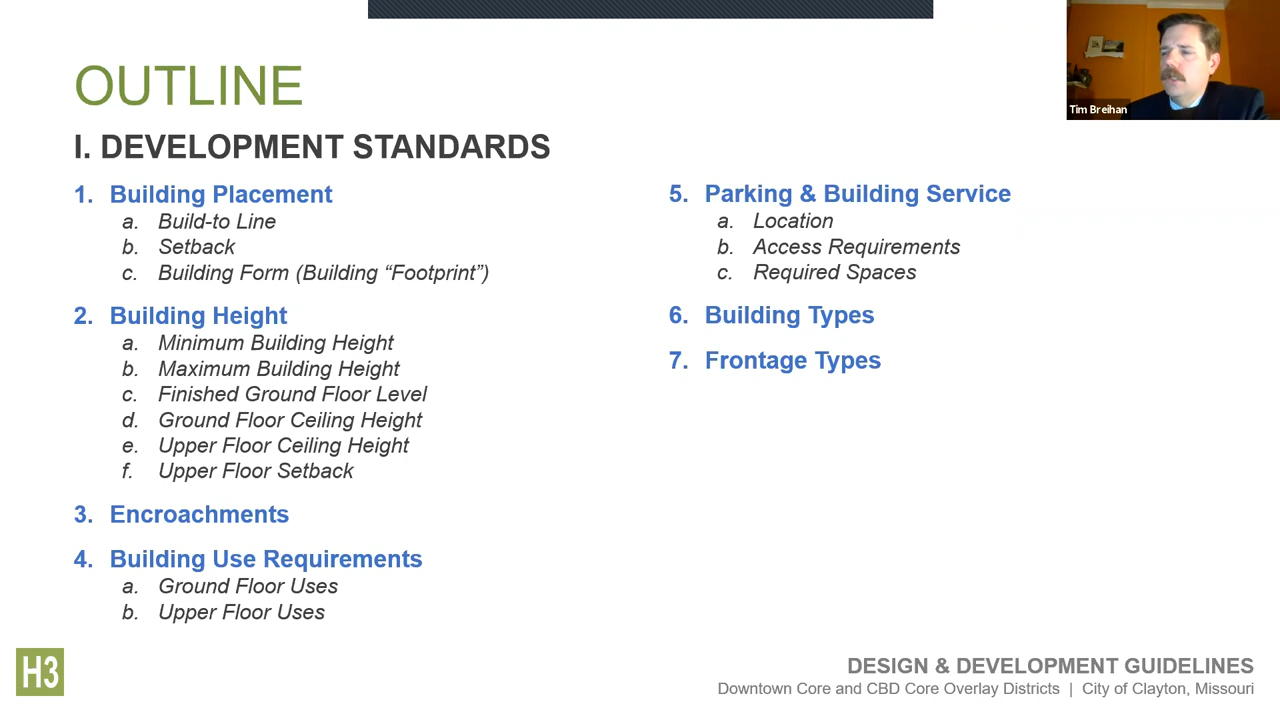 OUTLINE
I. DEVELOPMENT STANDARDS
1. Building Placement
a. Build-to Line
b. Setback
c. Building Form (Building “Footprint”)
2. Building Height
a. Minimum Building Height
b. Maximum Building Height
c. Finished Ground Floor Level
d. Ground Floor Ceiling Height
e. Upper Floor Ceiling Height
f. Upper Floor Setback
3. Encroachments
4. Building Use Requirements
a. Ground Floor Uses
b. Upper Floor Uses
5. Parking & Building Service
a. Location
b. Access Requirements
c. Required Spaces
6. Building Types
7. Frontage Types
Tim Breihan
H3
DESIGN & DEVELOPMENT GUIDELINES
Downtown Core and CBD Core Overlay Districts | City of Clayton, Missouri